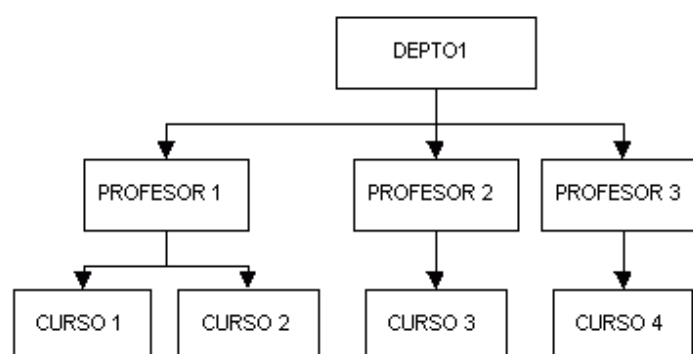 DEPTO1
PROFESOR 1
PROFESOR 2
PROFESOR 3
CURSO 1
CURSO 2
CURSO 3
CURSO 4